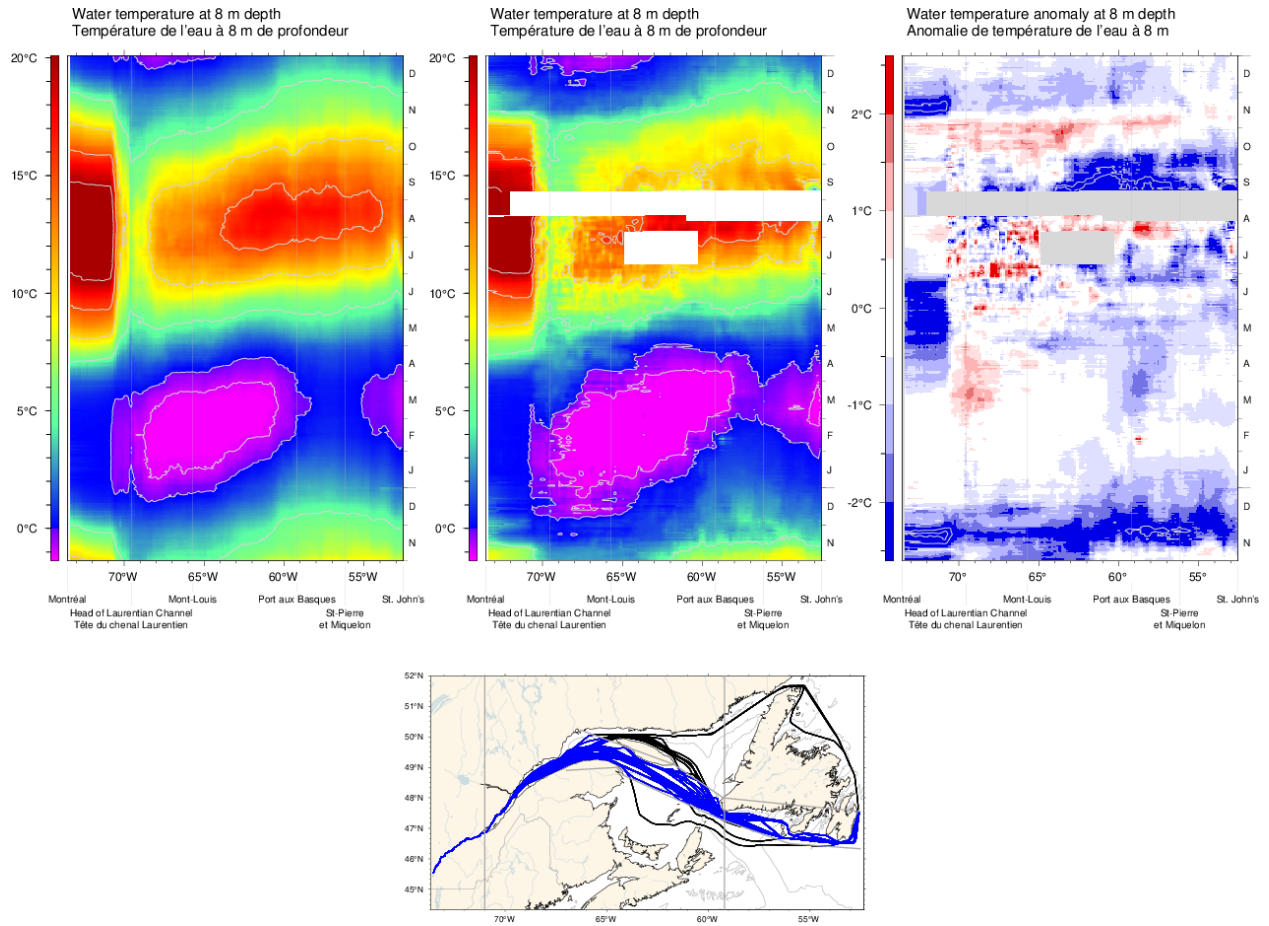 Water temperature at 8 m depth
Température de l'eau à 8 m de profondeur
20°C
15°C
10°C
5°C
0°C
D
N
O
S
A
J
J
M
A
M
F
J
D
N
70°W
65°W
60°W
55°W
Montréal
Mont-Louis
Port aux Basques
St. John's
Head of Laurentian Channel
St-Pierre
Tête du chenal Laurentien
et Miquelon
Water temperature at 8 m depth
Température de l'eau à 8 m de profondeur
20°C
15°C
10°C
5°C
0°C
D
N
O
S
A
J
J
M
A
M
F
J
D
N
70°W
65°W
60°W
55°W
Montréal
Mont-Louis
Port aux Basques
St. John's
Head of Laurentian Channel
St-Pierre
Tête du chenal Laurentien
et Miquelon
Water temperature anomaly at 8 m depth
Anomalie de température de l'eau à 8 m
2°C
1°C
0°C
-1°C
-2°C
D
N
O
S
A
J
J
M
A
M
F
J
D
N
70°
65°
60°
55°
Montréal
Mont-Louis
Port aux Basques
St. John's
Head of Laurentian Channel
St-Pierre
Tête du chenal Laurentien
et Miquelon
52°N
51°N
50°N
49°N
48°N
47°N
46°N
45°N
70°W
65°W
60°W
55°W